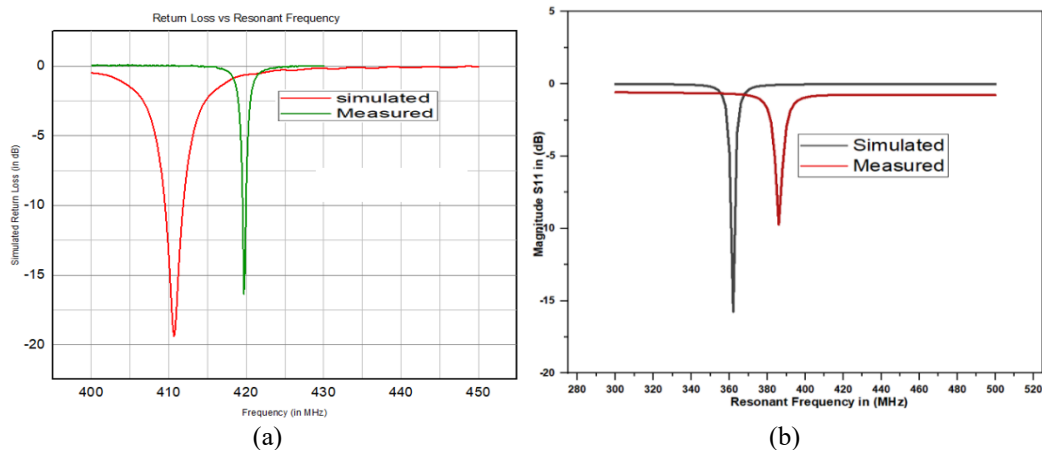 Return Loss vs Resonant Frequency
0
-5
-10
-15
-20
Simulated Return Loss (in dB)
simulated
Measured
400 410 420 430 440 450
Frequency (in MHz)
(a)
5
0
-5
-10
-15
-20
Magnitude S11 in (dB)
Simulated
Measured
280 300 320 340 360 380 400 420 440 460 480 500 520
Resonant Frequency in (MHz)
(b)